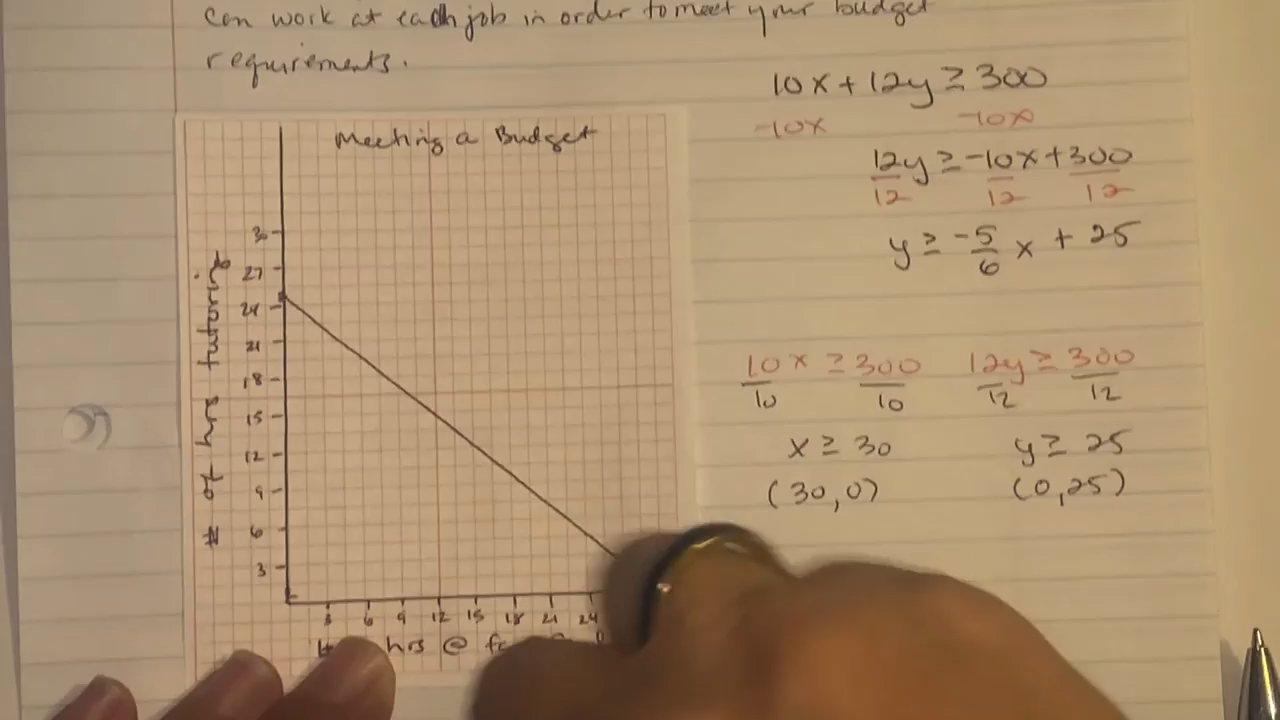 can work at each job in order to meet your budget
requirements.
10x + 12y ≥ 300
-10x -10x
12y ≥ -10x + 300
12 12 12
y ≥ -5/6 x + 25
10x ≥ 300 12y ≥ 300
10 10 12 12
x ≥ 30 y ≥ 25
(30,0) (0,25)
Meeting a Budget
# of hrs tutoring
30
27
24
21
18
15
12
9
6
3
3 6 9 12 15 18 21 24
hrs @